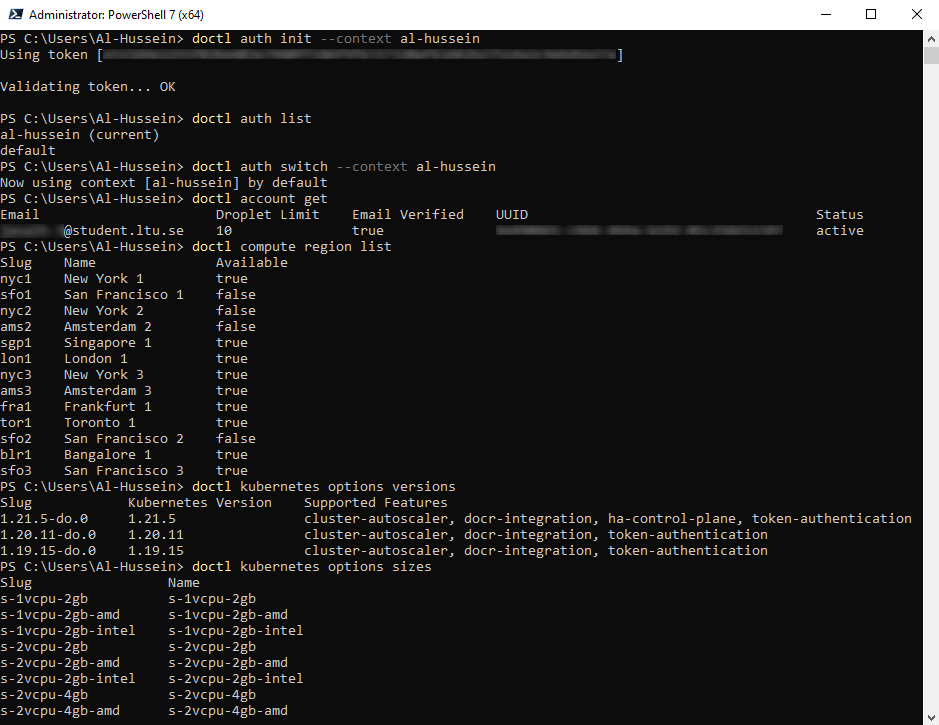 Administrator: PowerShell 7 (x64)
PS C:\Users\Al-Hussein> doctl auth init --context al-hussein
Using token [ ]
Validating token... OK
PS C:\Users\Al-Hussein> doctl auth list
al-hussein (current)
default
PS C:\Users\Al-Hussein> doctl auth switch --context al-hussein
Now using context [al-hussein] by default
PS C:\Users\Al-Hussein> doctl account get
Email Droplet Limit Email Verified UUID Status
@student.ltu.se 10 true active
PS C:\Users\Al-Hussein> doctl compute region list
Slug Name Available
nyc1 New York 1 true
sfo1 San Francisco 1 false
nyc2 New York 2 false
ams2 Amsterdam 2 false
sgp1 Singapore 1 true
lon1 London 1 true
nyc3 New York 3 true
ams3 Amsterdam 3 true
fra1 Frankfurt 1 true
tor1 Toronto 1 true
sfo2 San Francisco 2 false
blr1 Bangalore 1 true
sfo3 San Francisco 3 true
PS C:\Users\Al-Hussein> doctl kubernetes options versions
Slug Kubernetes Version Supported Features
1.21.5-do.0 1.21.5 cluster-autoscaler, docr-integration, ha-control-plane, token-authentication
1.20.11-do.0 1.20.11 cluster-autoscaler, docr-integration, token-authentication
1.19.15-do.0 1.19.15 cluster-autoscaler, docr-integration, token-authentication
PS C:\Users\Al-Hussein> doctl kubernetes options sizes
Slug Name
s-1vcpu-2gb s-1vcpu-2gb
s-1vcpu-2gb-amd s-1vcpu-2gb-amd
s-1vcpu-2gb-intel s-1vcpu-2gb-intel
s-2vcpu-2gb s-2vcpu-2gb
s-2vcpu-2gb-amd s-2vcpu-2gb-amd
s-2vcpu-2gb-intel s-2vcpu-2gb-intel
s-2vcpu-4gb s-2vcpu-4gb
s-2vcpu-4gb-amd s-2vcpu-4gb-amd